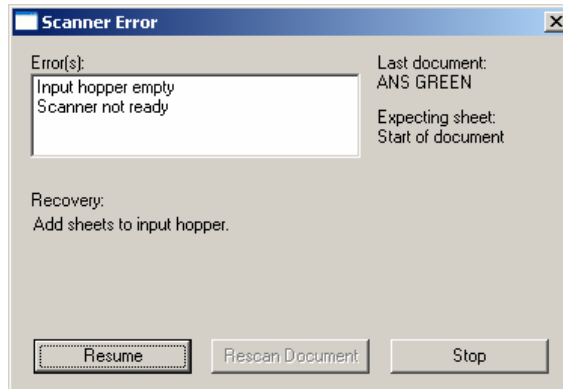 Scanner Error
Error(s):
Input hopper empty
Scanner not ready
Last document:
ANS GREEN
Expecting sheet:
Start of document
Recovery:
Add sheets to input hopper.
Resume
Rescan Document
Stop